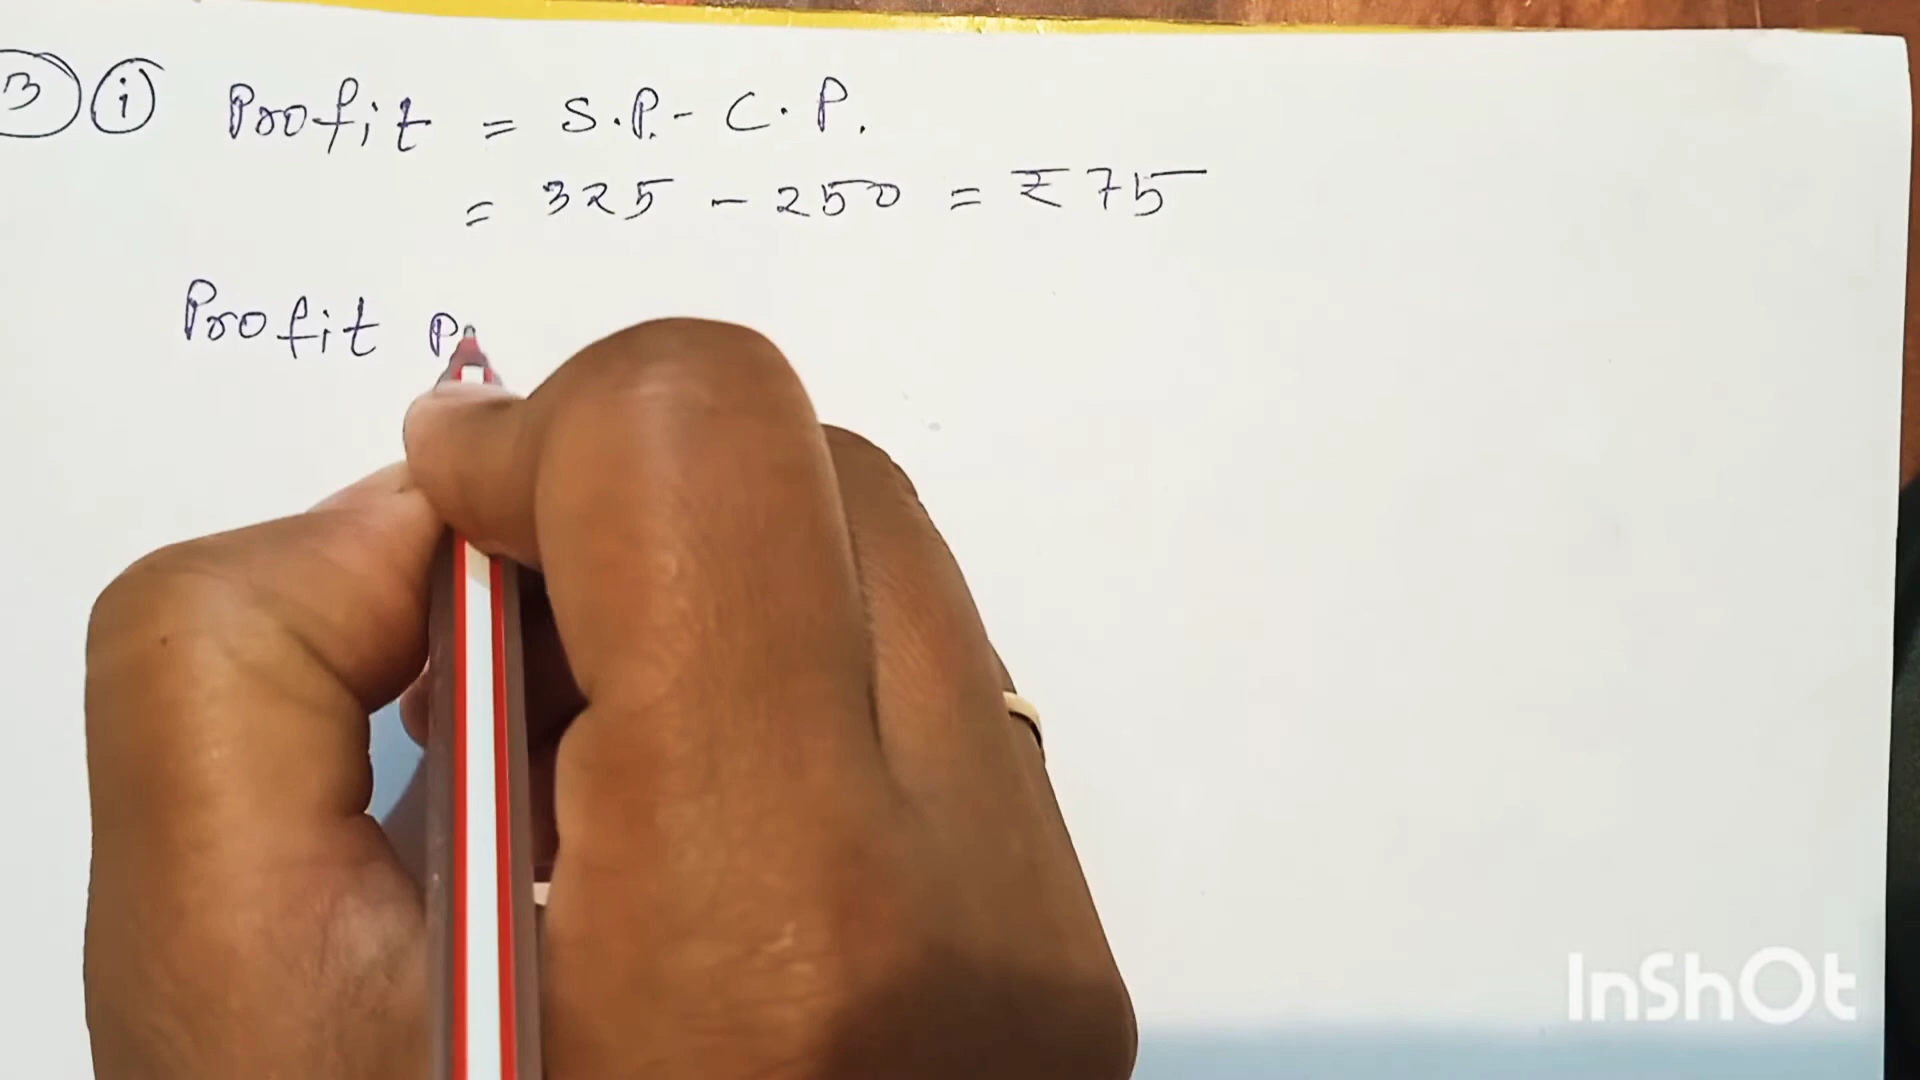 3 i Profit = S.P. - C.P.
= 325 - 250 = ₹75
Profit
InShOt